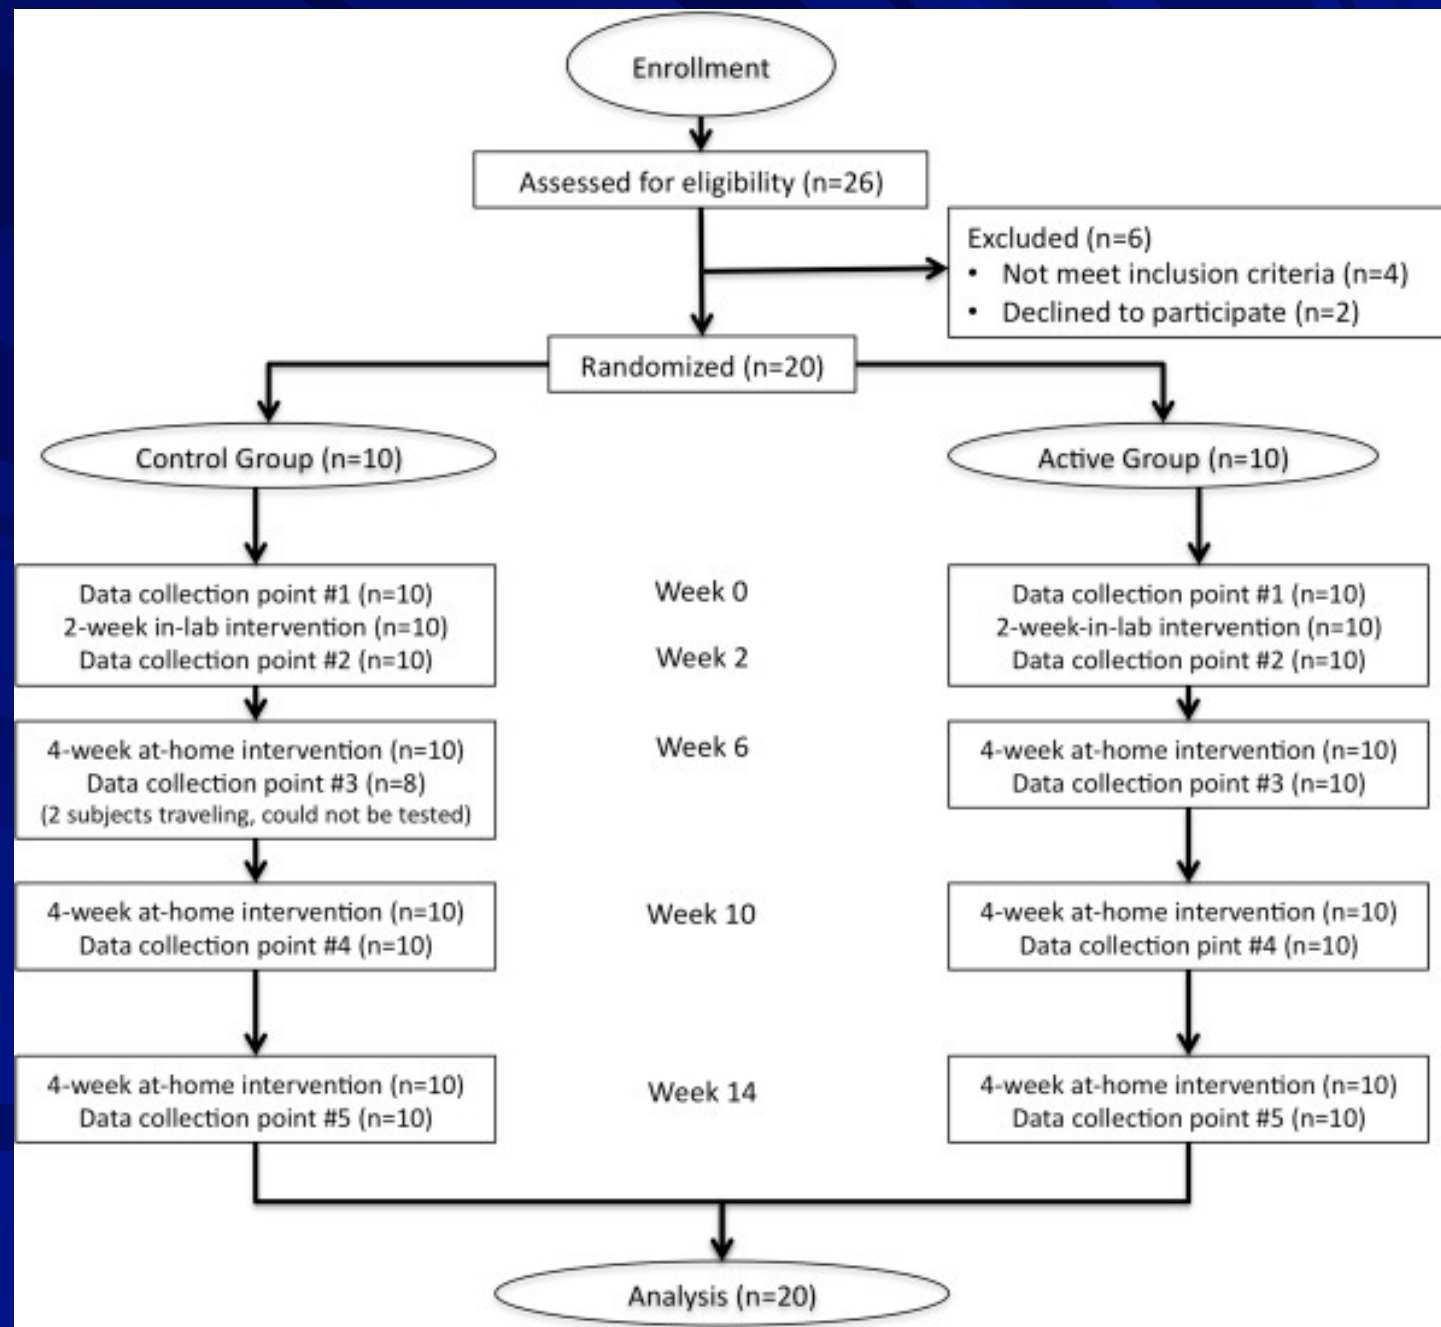 Enrollment
Assessed for eligibility (n=26)
Excluded (n=6)
• Not meet inclusion criteria (n=4)
• Declined to participate (n=2)
Randomized (n=20)
Control Group (n=10)
Active Group (n=10)
Data collection point #1 (n=10)
2-week in-lab intervention (n=10)
Data collection point #2 (n=10)
Week 0
Week 2
Data collection point #1 (n=10)
2-week-in-lab intervention (n=10)
Data collection point #2 (n=10)
4-week at-home intervention (n=10)
Data collection point #3 (n=8)
(2 subjects traveling, could not be tested)
Week 6
4-week at-home intervention (n=10)
Data collection point #3 (n=10)
4-week at-home intervention (n=10)
Data collection point #4 (n=10)
Week 10
4-week at-home intervention (n=10)
Data collection pint #4 (n=10)
4-week at-home intervention (n=10)
Data collection point #5 (n=10)
Week 14
4-week at-home intervention (n=10)
Data collection point #5 (n=10)
Analysis (n=20)